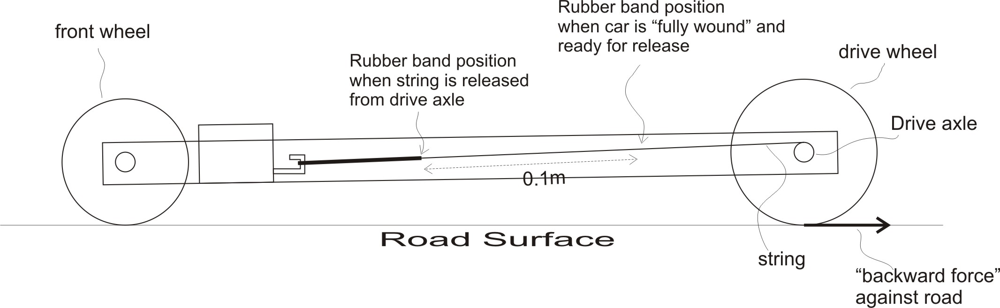 front wheel
Rubber band position
when string is released
from drive axle
Rubber band position
when car is “fully wound” and
ready for release
drive wheel
Drive axle
0.1m
Road Surface
string
“backward force”
against road